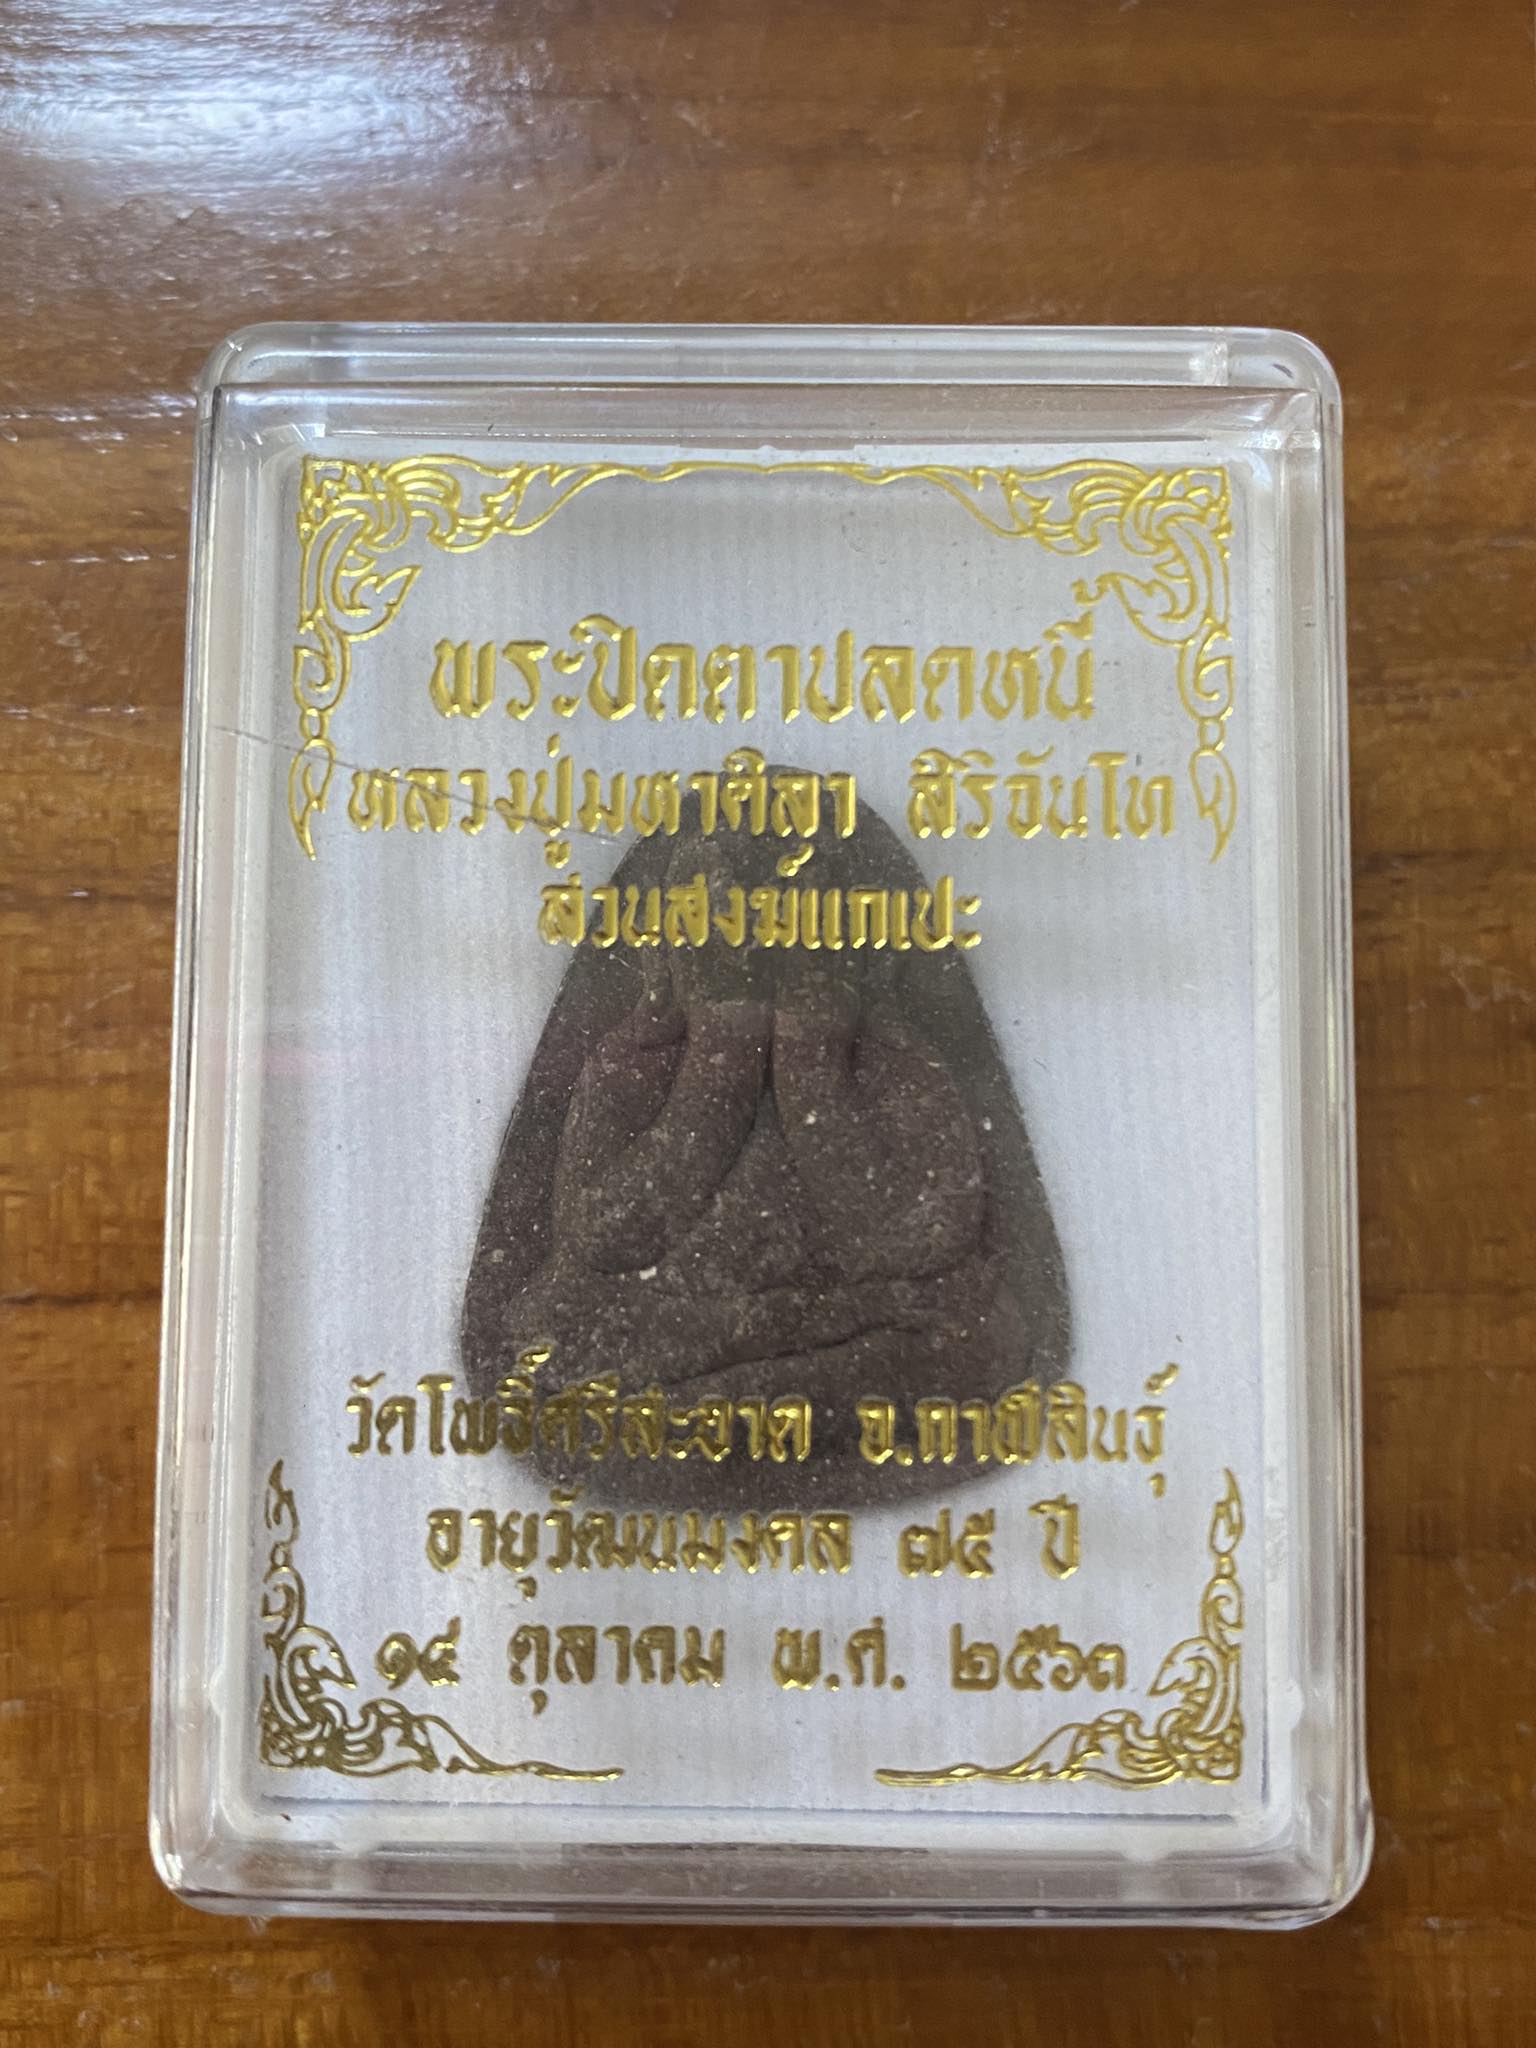 พระปิดตาปลดหนี้
หลวงปู่มหาศิลา สิริจันโท
ส่วนสงฆ์แกเปะ
วัดโพธิ์ศรีสะอาด จ.กาฬสินธุ์
อายุวัฒนมงคล ๗๕ ปี
๑๔ ตุลาคม พ.ศ. ๒๕๖๓